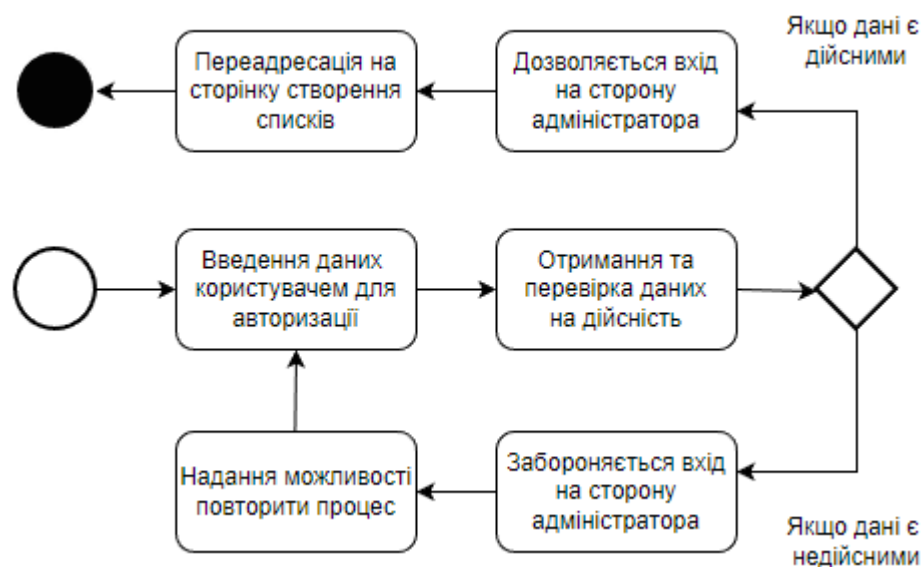 Якщо дані є
дійсними
Переадресація на
сторінку створення
списків
Дозволяється вхід
на сторону
адміністратора
Введення даних
користувачем для
авторизації
Отримання та
перевірка даних
на дійсність
Надання можливості
повторити процес
Забороняється вхід
на сторону
адміністратора
Якщо дані є
недійсними